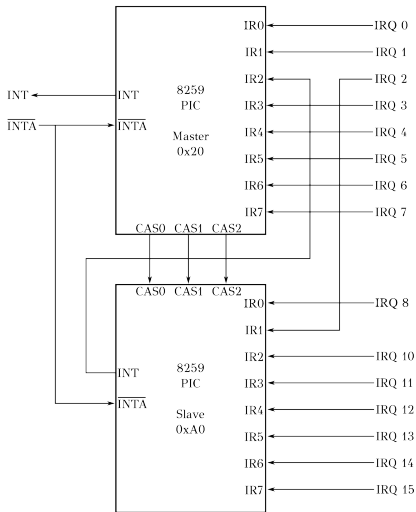 IR0 IRQ 0
IR1 IRQ 1
8259 IR2 IRQ 2
INT INT PIC IR3 IRQ 3
INTA INTA Master IR4 IRQ 4
0x20 IR5 IRQ 5
IR6 IRQ 6
IR7 IRQ 7
CAS0 CAS1 CAS2
CAS0 CAS1 CAS2
IR0 IRQ 8
IR1
8259 IR2 IRQ 10
INT PIC IR3 IRQ 11
INTA Slave IR4 IRQ 12
0xA0 IR5 IRQ 13
IR6 IRQ 14
IR7 IRQ 15